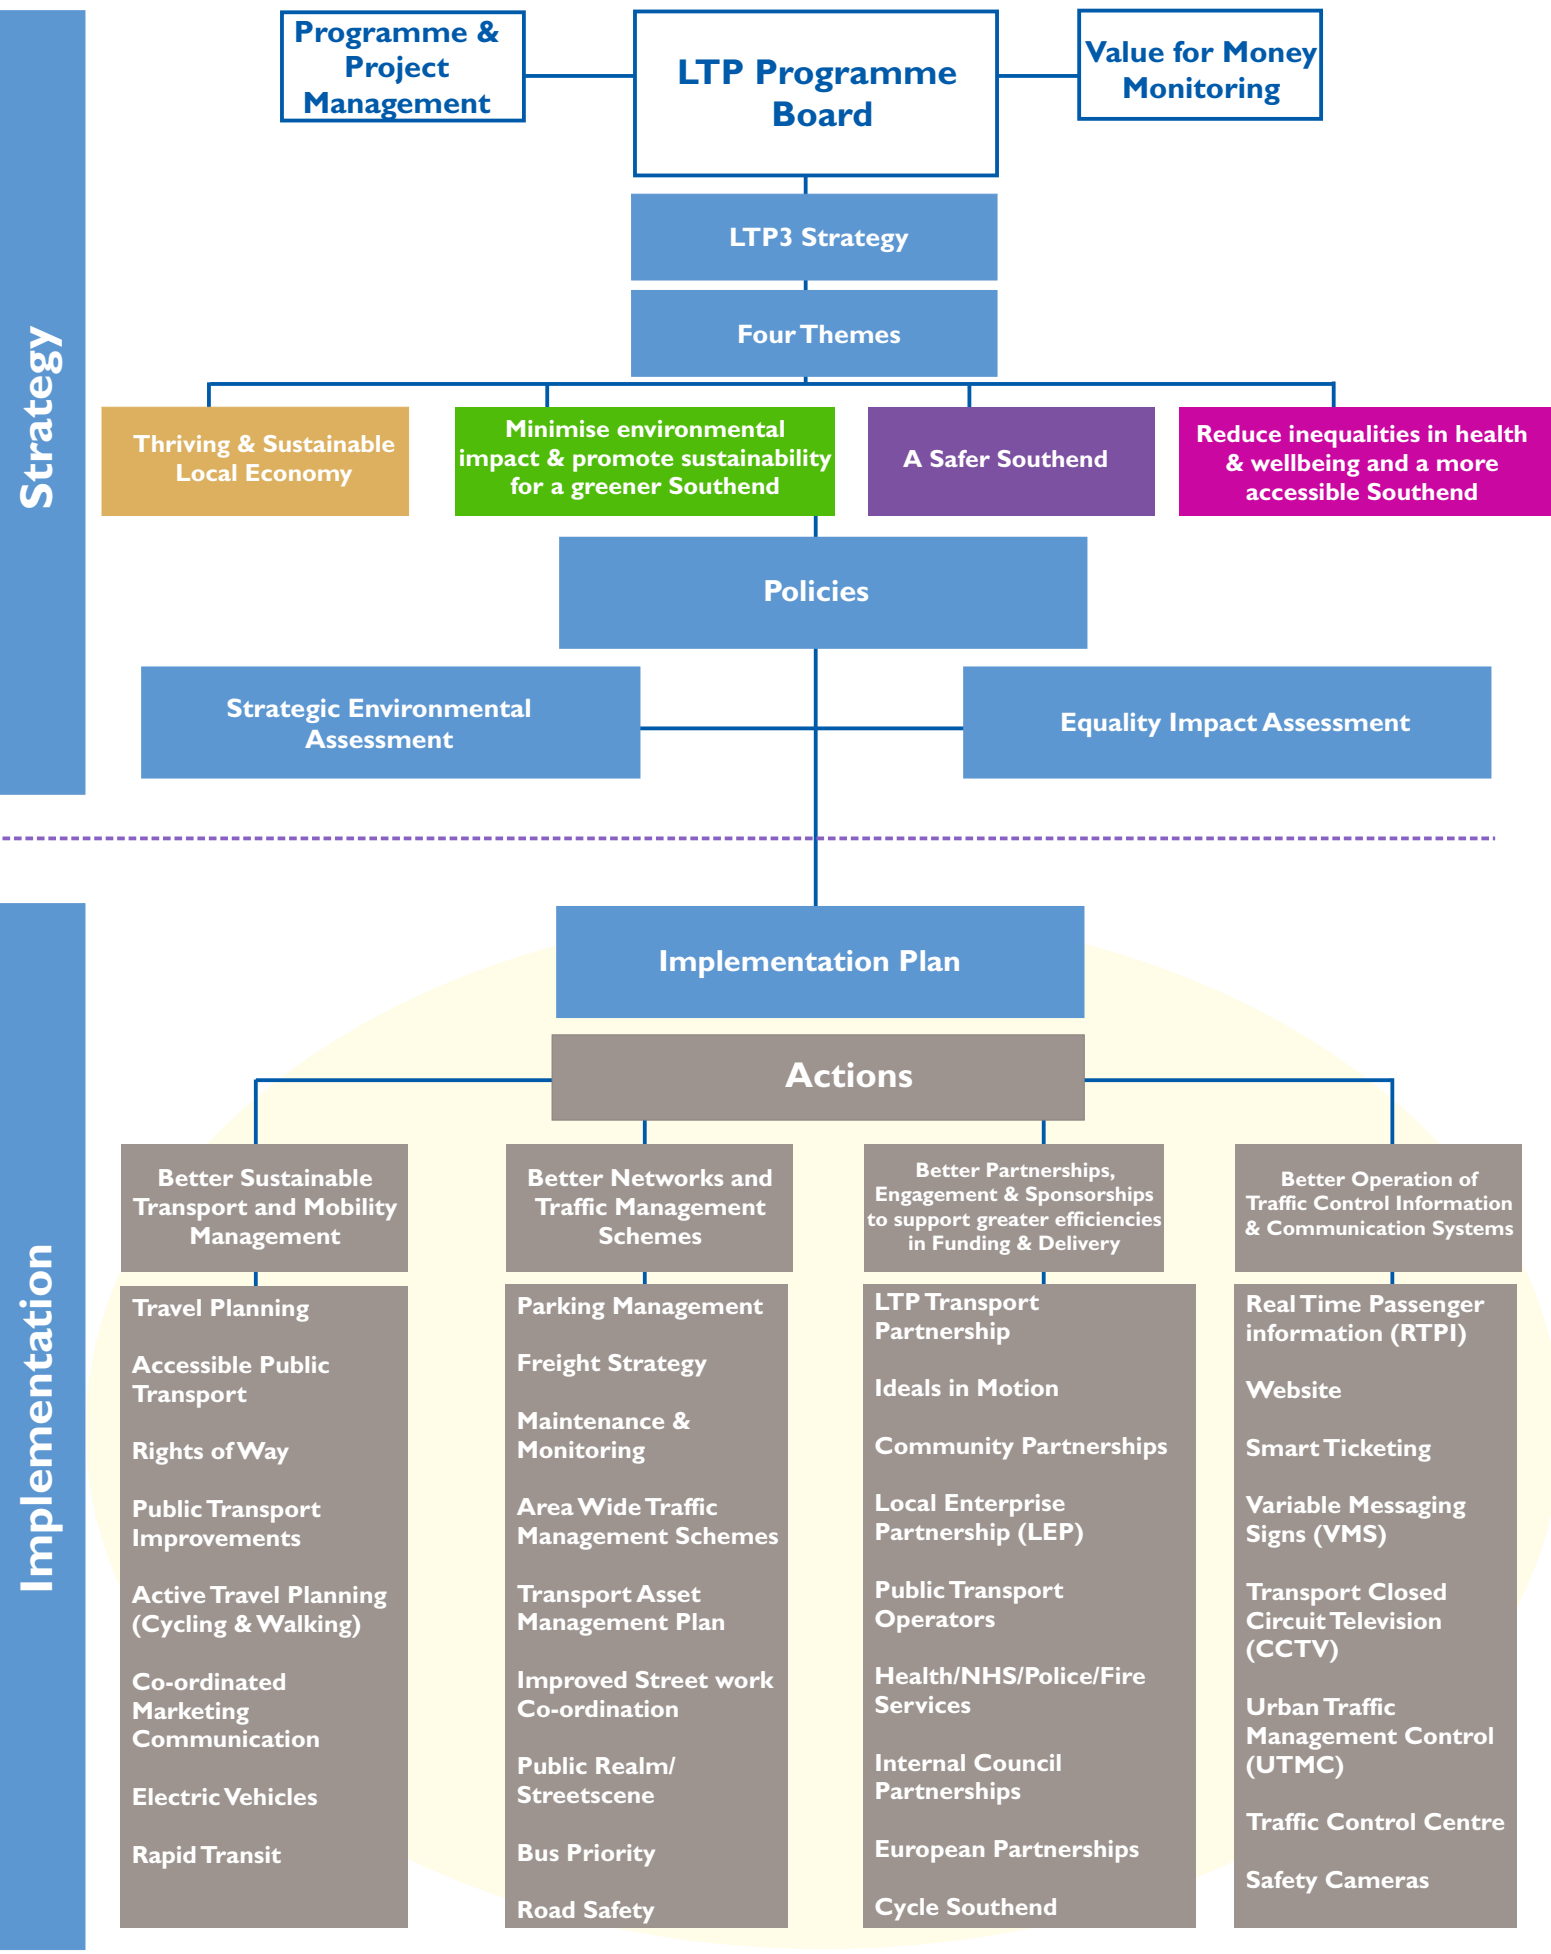 Strategy
Programme &
Project
Management
LTP Programme
Board
Value for Money
Monitoring
LTP3 Strategy
Four Themes
Thriving & Sustainable
Local Economy
Minimise environmental
impact & promote sustainability
for a greener Southend
A Safer Southend
Reduce inequalities in health
& wellbeing and a more
accessible Southend
Policies
Strategic Environmental
Assessment
Equality Impact Assessment
Implementation
Implementation Plan
Actions
Better Sustainable
Transport and Mobility
Management
Travel Planning
Accessible Public
Transport
Rights of Way
Public Transport
Improvements
Active Travel Planning
(Cycling & Walking)
Co-ordinated
Marketing
Communication
Electric Vehicles
Rapid Transit
Better Networks and
Traffic Management
Schemes
Parking Management
Freight Strategy
Maintenance &
Monitoring
Area Wide Traffic
Management Schemes
Transport Asset
Management Plan
Improved Street work
Co-ordination
Public Realm/
Streetscene
Bus Priority
Road Safety
Better Partnerships,
Engagement & Sponsorships
to support greater efficiencies
in Funding & Delivery
LTP Transport
Partnership
Ideals in Motion
Community Partnerships
Local Enterprise
Partnership (LEP)
Public Transport
Operators
Health/NHS/Police/Fire
Services
Internal Council
Partnerships
European Partnerships
Cycle Southend
Better Operation of
Traffic Control Information
& Communication Systems
Real Time Passenger
information (RTPI)
Website
Smart Ticketing
Variable Messaging
Signs (VMS)
Transport Closed
Circuit Television
(CCTV)
Urban Traffic
Management Control
(UTMC)
Traffic Control Centre
Safety Cameras